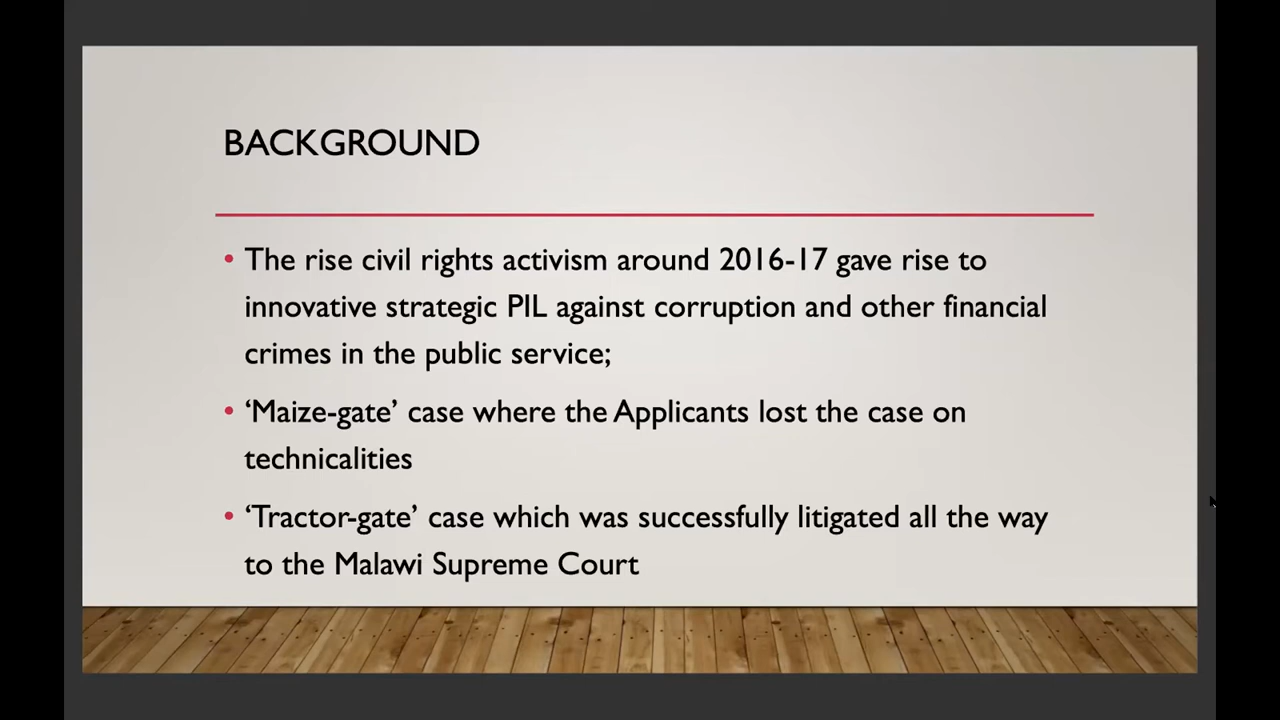 BACKGROUND
• The rise civil rights activism around 2016-17 gave rise to
innovative strategic PIL against corruption and other financial
crimes in the public service;
• ‘Maize-gate’ case where the Applicants lost the case on
technicalities
• ‘Tractor-gate’ case which was successfully litigated all the way
to the Malawi Supreme Court